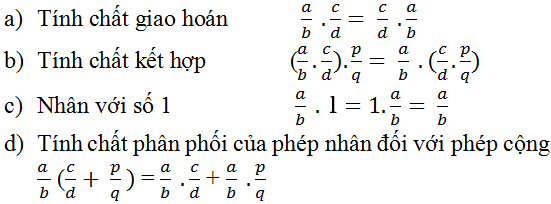 a) Tính chất giao hoán $\frac{a}{b} . \frac{c}{d} = \frac{c}{d} . \frac{a}{b}$
b) Tính chất kết hợp $(\frac{a}{b} . \frac{c}{d}) . \frac{p}{q} = \frac{a}{b} . (\frac{c}{d} . \frac{p}{q})$
c) Nhân với số 1 $\frac{a}{b} . 1 = 1 . \frac{a}{b} = \frac{a}{b}$
d) Tính chất phân phối của phép nhân đối với phép cộng
$\frac{a}{b} (\frac{c}{d} + \frac{p}{q}) = \frac{a}{b} . \frac{c}{d} + \frac{a}{b} . \frac{p}{q}$